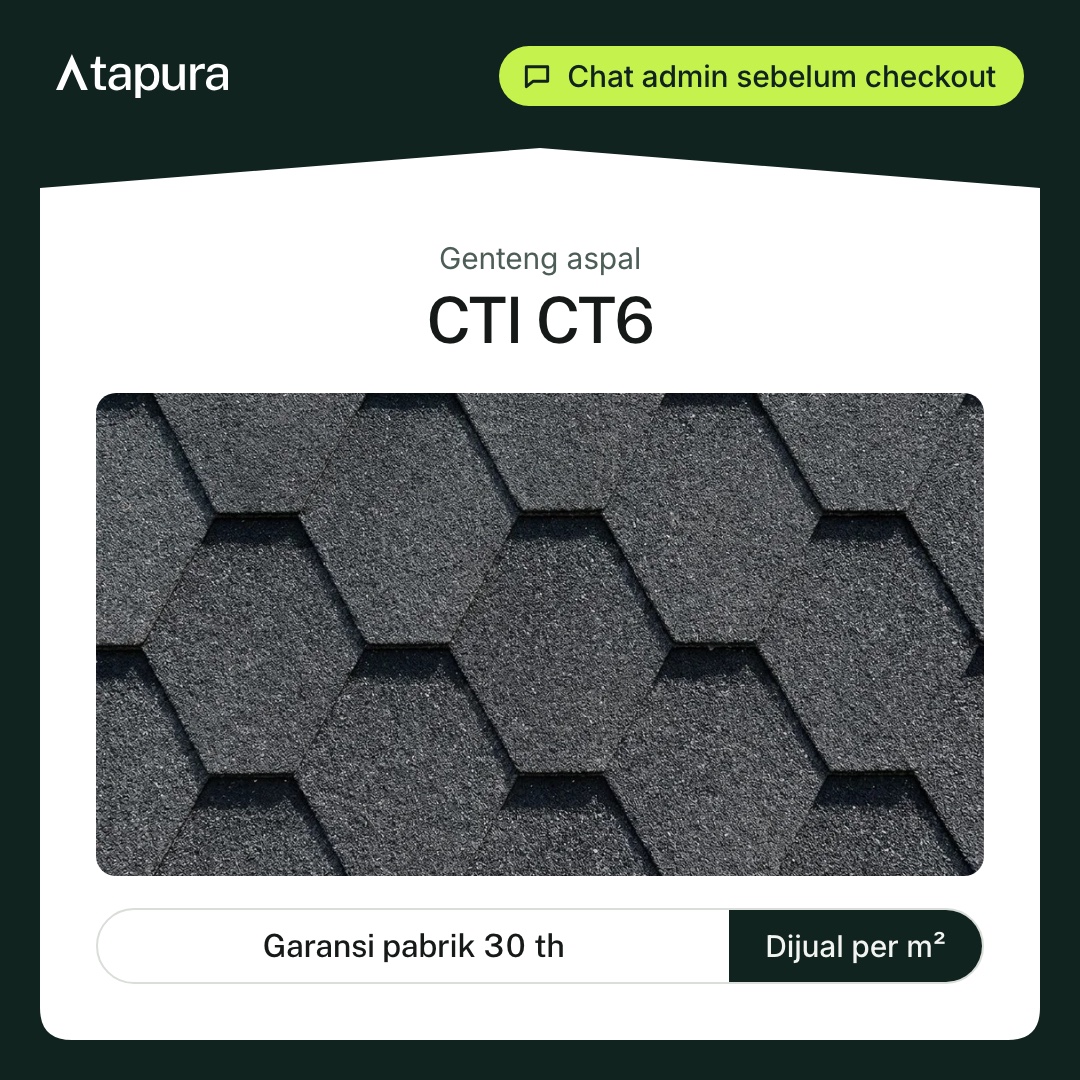 Atapura
Chat admin sebelum checkout
Genteng aspal
CTI CT6
Garansi pabrik 30 th
Dijual per m²